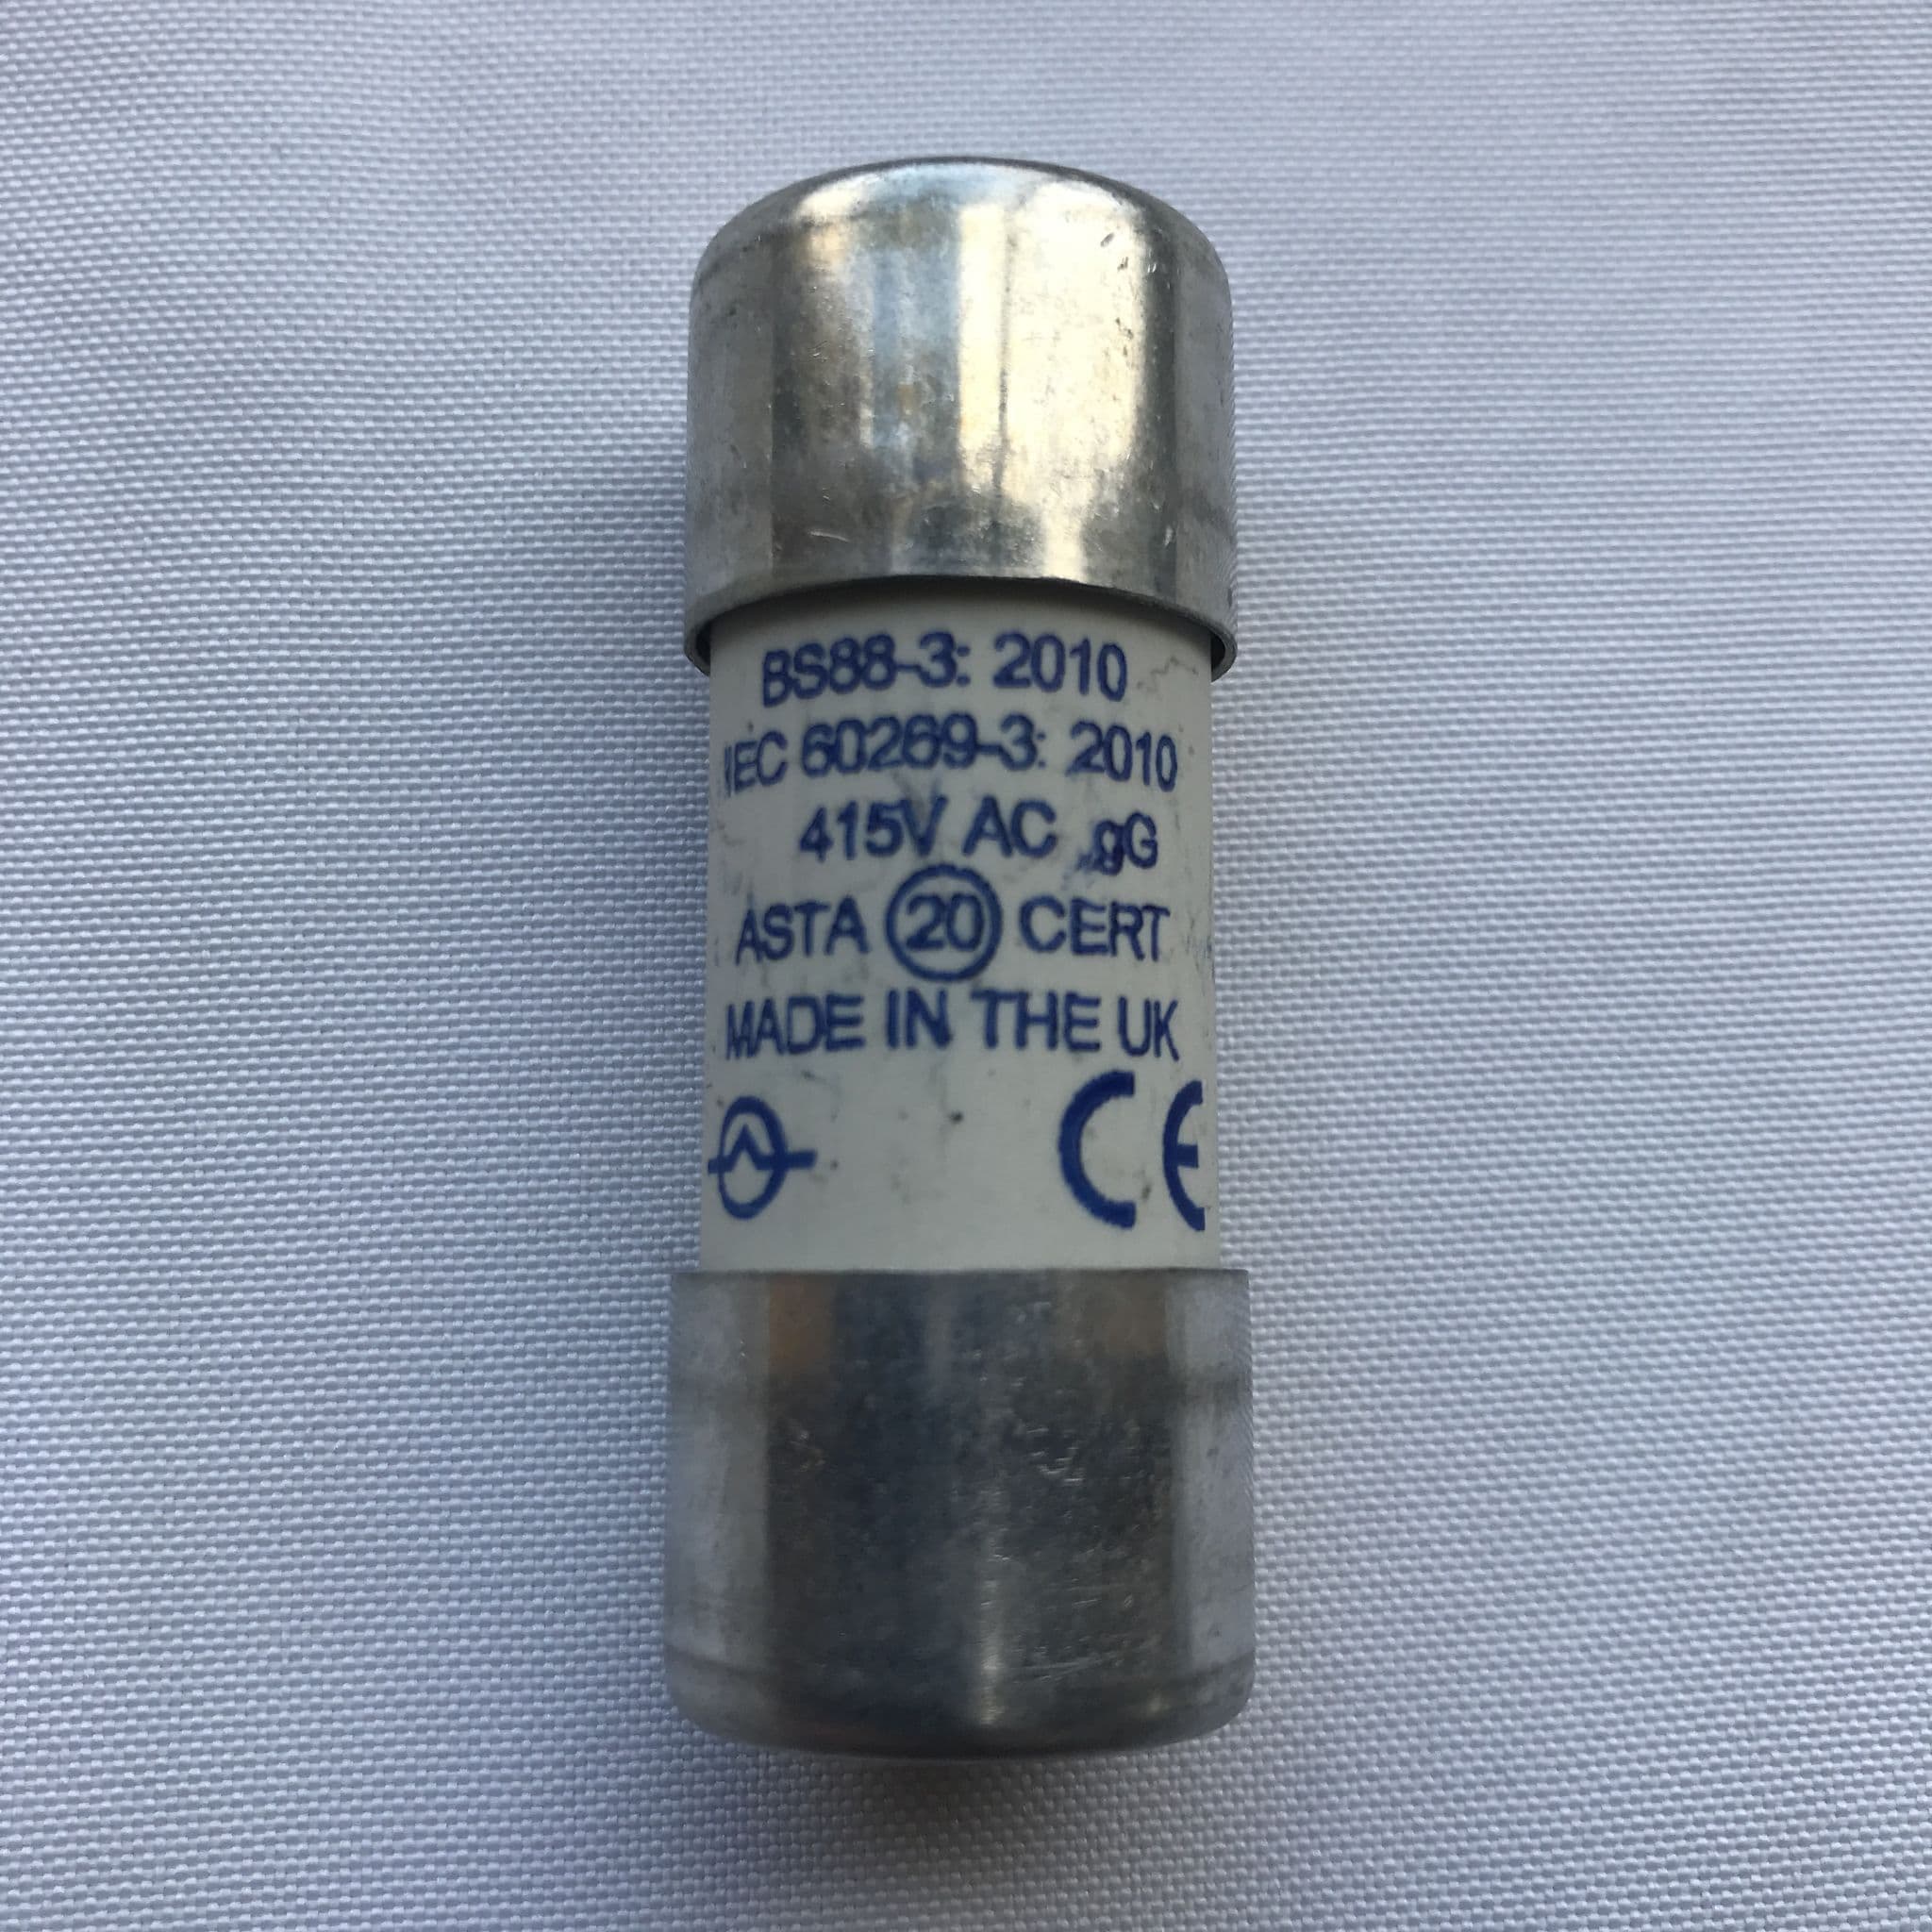 BS88-3: 2010
IEC 60269-3: 2010
415V AC gG
ASTA 20 CERT
MADE IN THE UK
CE